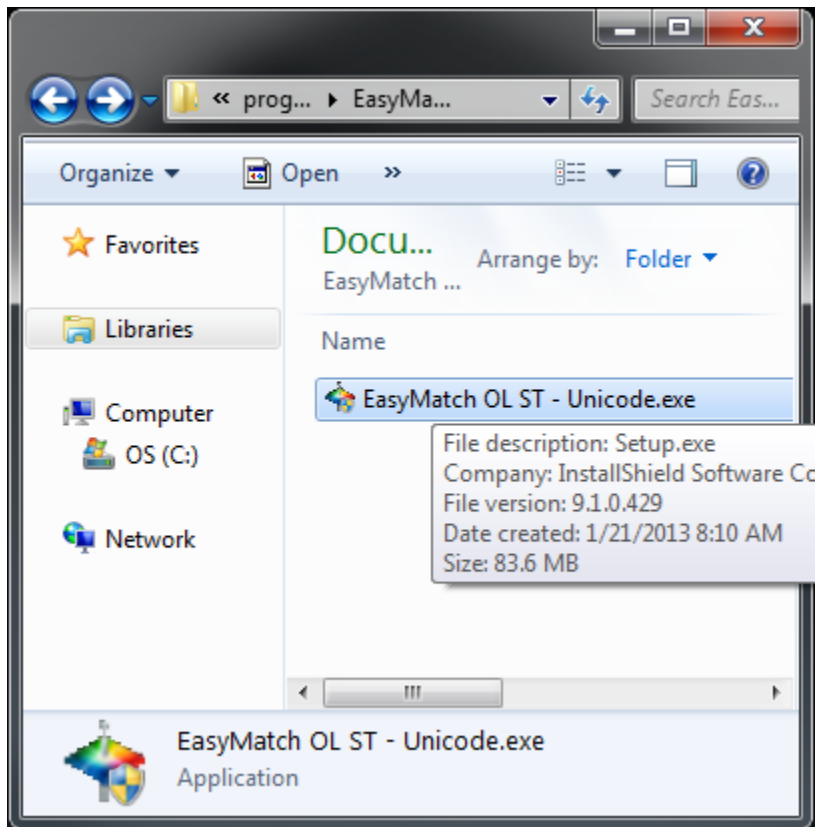 « prog... ▸ EasyMa...
Search Eas...
Organize
Open
»
Favorites
Docu...
EasyMatch ...
Arrange by: Folder
Libraries
Name
EasyMatch OL ST - Unicode.exe
Computer
OS (C:)
Network
File description: Setup.exe
Company: InstallShield Software Co
File version: 9.1.0.429
Date created: 1/21/2013 8:10 AM
Size: 83.6 MB
EasyMatch OL ST - Unicode.exe
Application